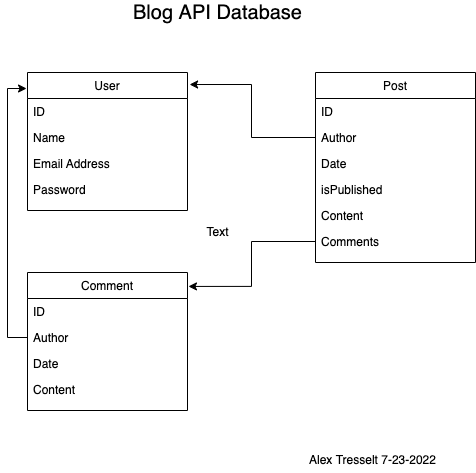 Blog API Database
User
ID
Name
Email Address
Password
Post
ID
Author
Date
isPublished
Content
Comments
Text
Comment
ID
Author
Date
Content
Alex Tresselt 7-23-2022